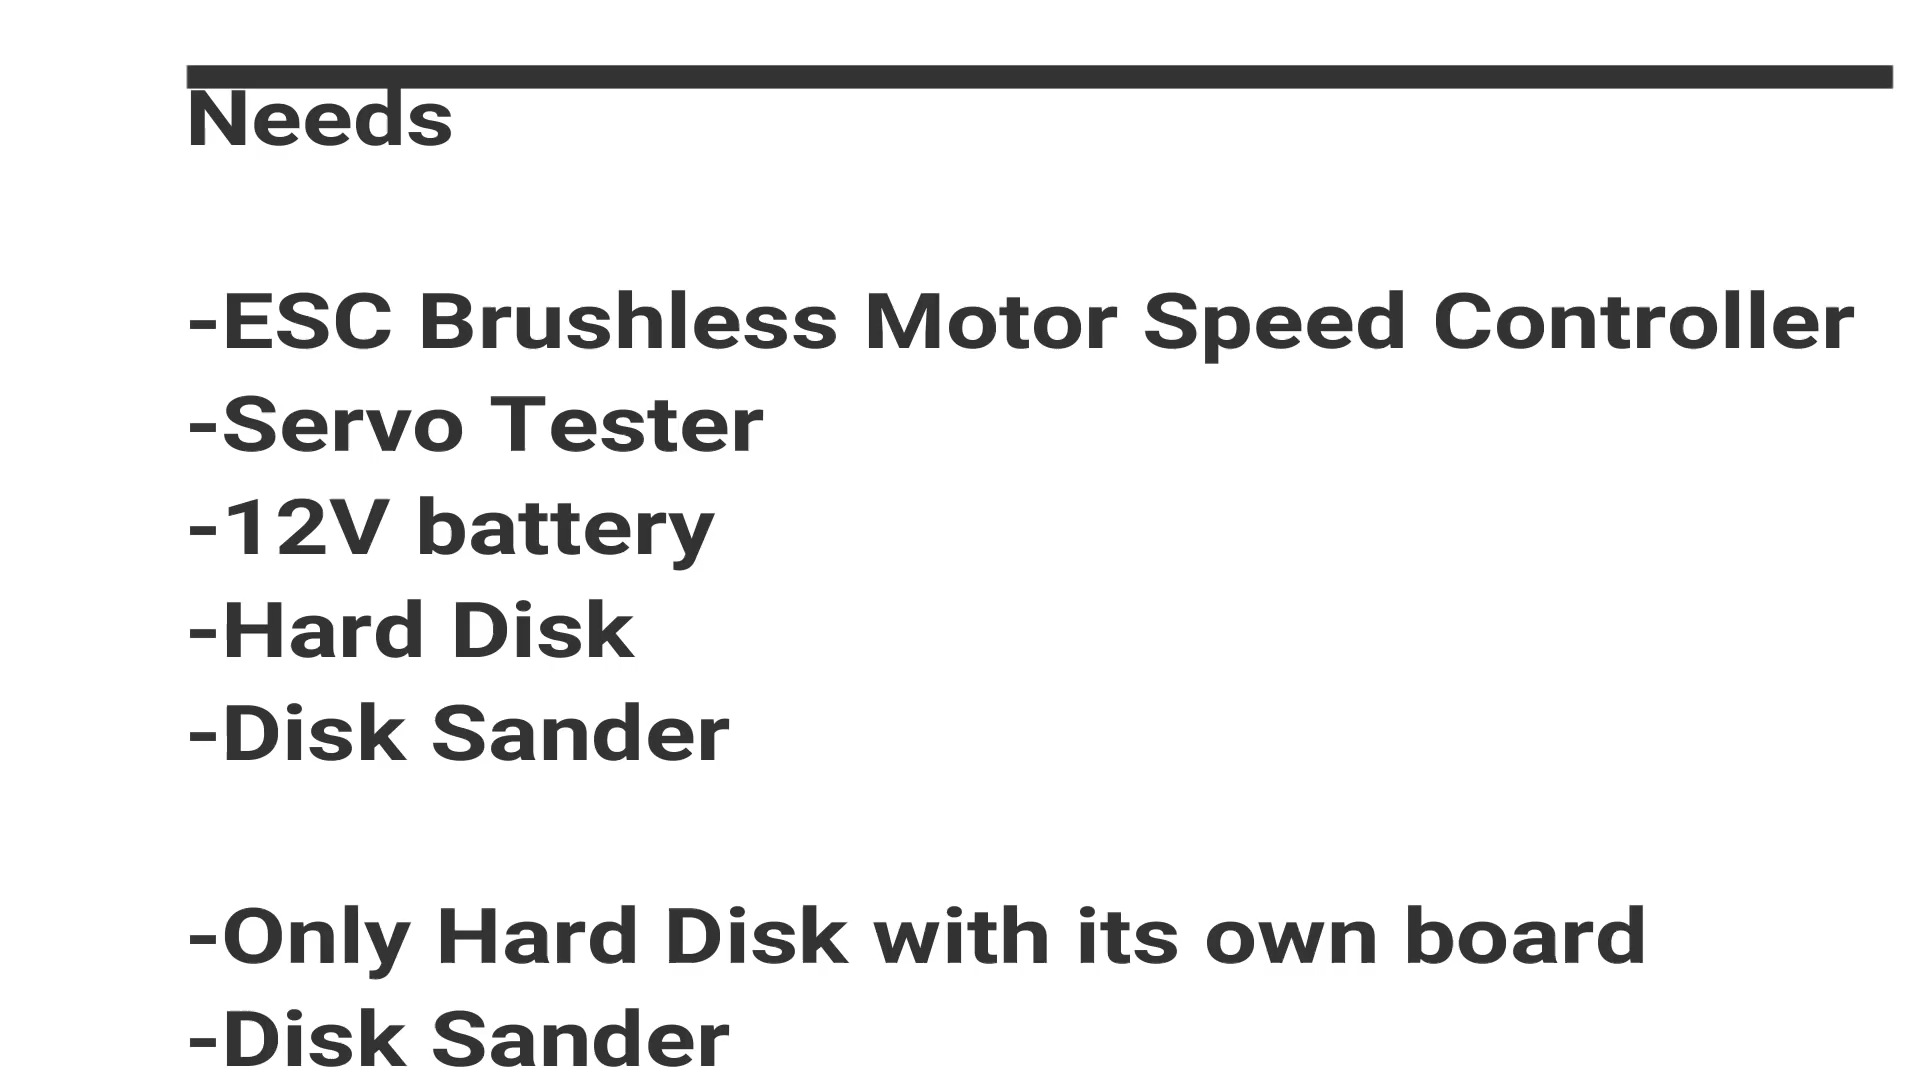 Needs
-ESC Brushless Motor Speed Controller
-Servo Tester
-12V battery
-Hard Disk
-Disk Sander
-Only Hard Disk with its own board
-Disk Sander